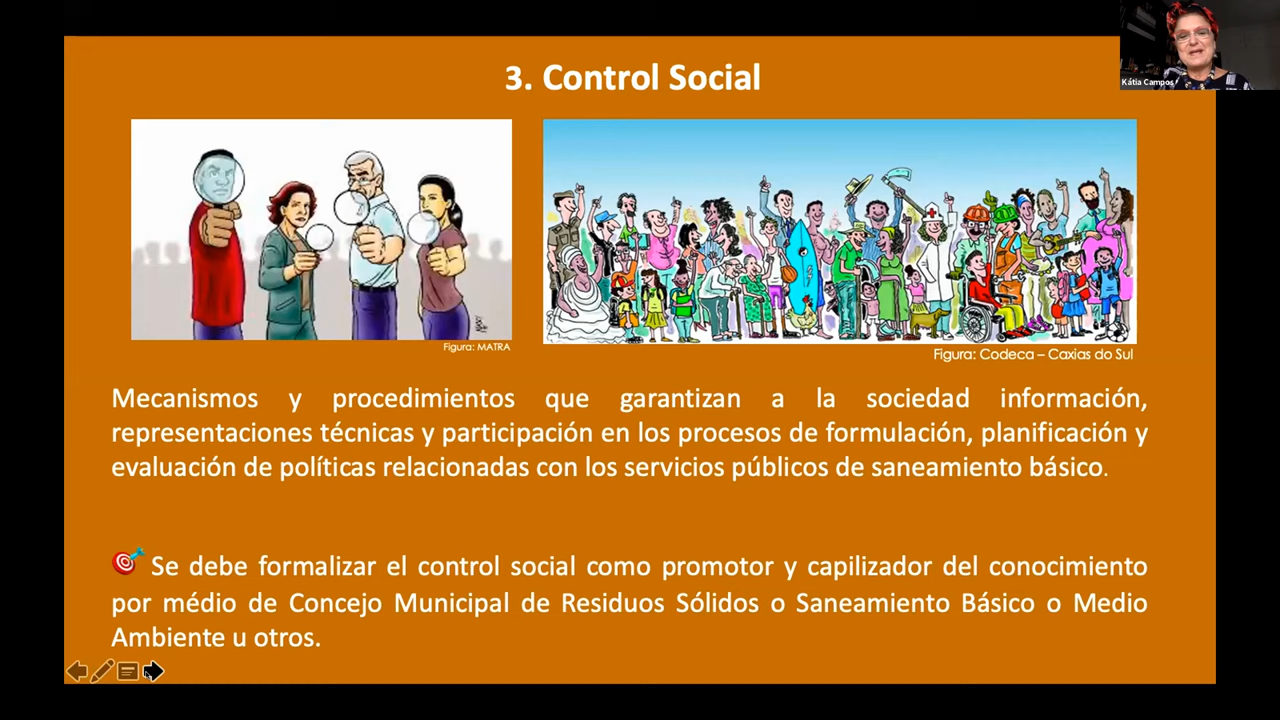 3. Control Social
Kátia Campos
Figura: MATRA
Figura: Codeca – Caxias do Sul
Mecanismos y procedimientos que garantizan a la sociedad información,
representaciones técnicas y participación en los procesos de formulación, planificación y
evaluación de políticas relacionadas con los servicios públicos de saneamiento básico.
Se debe formalizar el control social como promotor y capilizador del conocimiento
por médio de Concejo Municipal de Residuos Sólidos o Saneamiento Básico o Medio
Ambiente u otros.